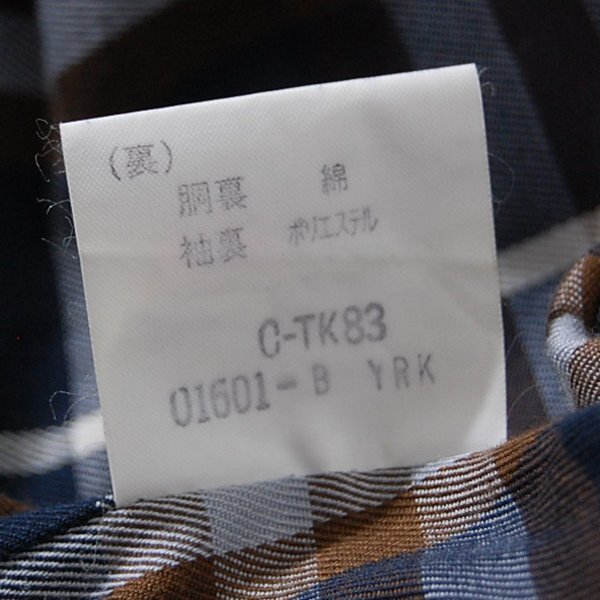 (裏)
胴裏 綿
袖裏 ポリエステル
C-TK83
01601-B YRK